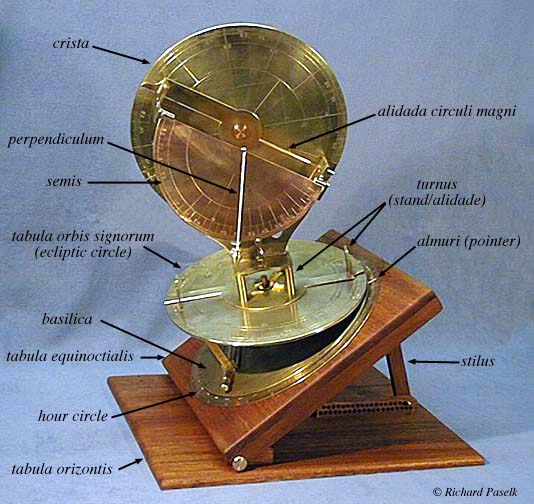 crista
alidada circuli magni
perpendiculum
semis
turnus
(stand/alidade)
tabula orbis signorum
(ecliptic circle)
almuri (pointer)
basilica
tabula equinoctialis
stilus
hour circle
tabula orizontis
© Richard Paselk